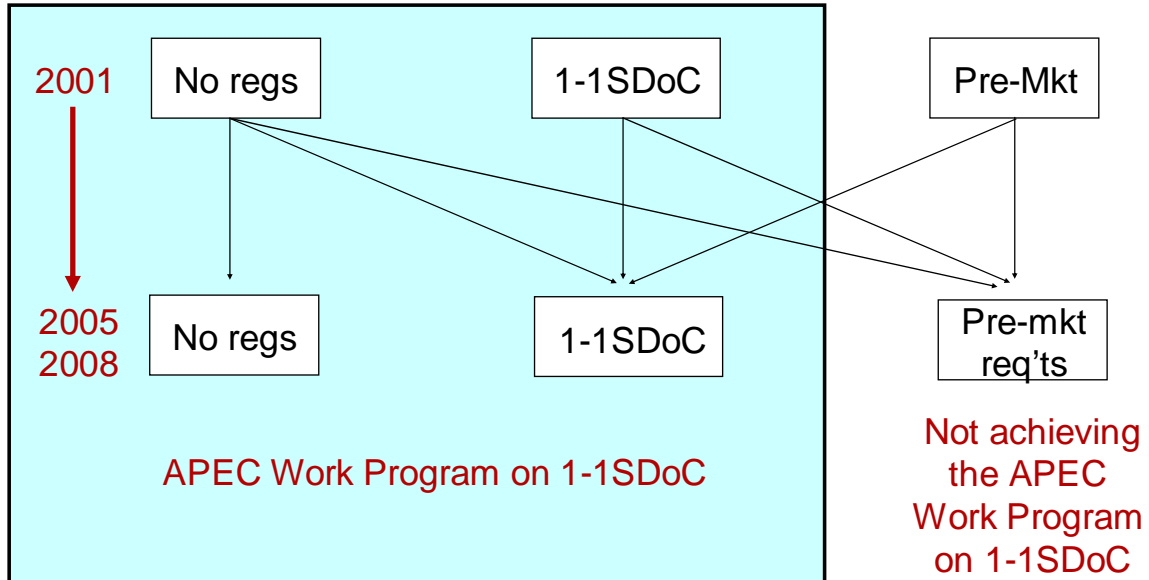 2001
No regs
1-1SDoC
Pre-Mkt
2005
2008
No regs
1-1SDoC
Pre-mkt
req'ts
APEC Work Program on 1-1SDoC
Not achieving
the APEC
Work Program
on 1-1SDoC